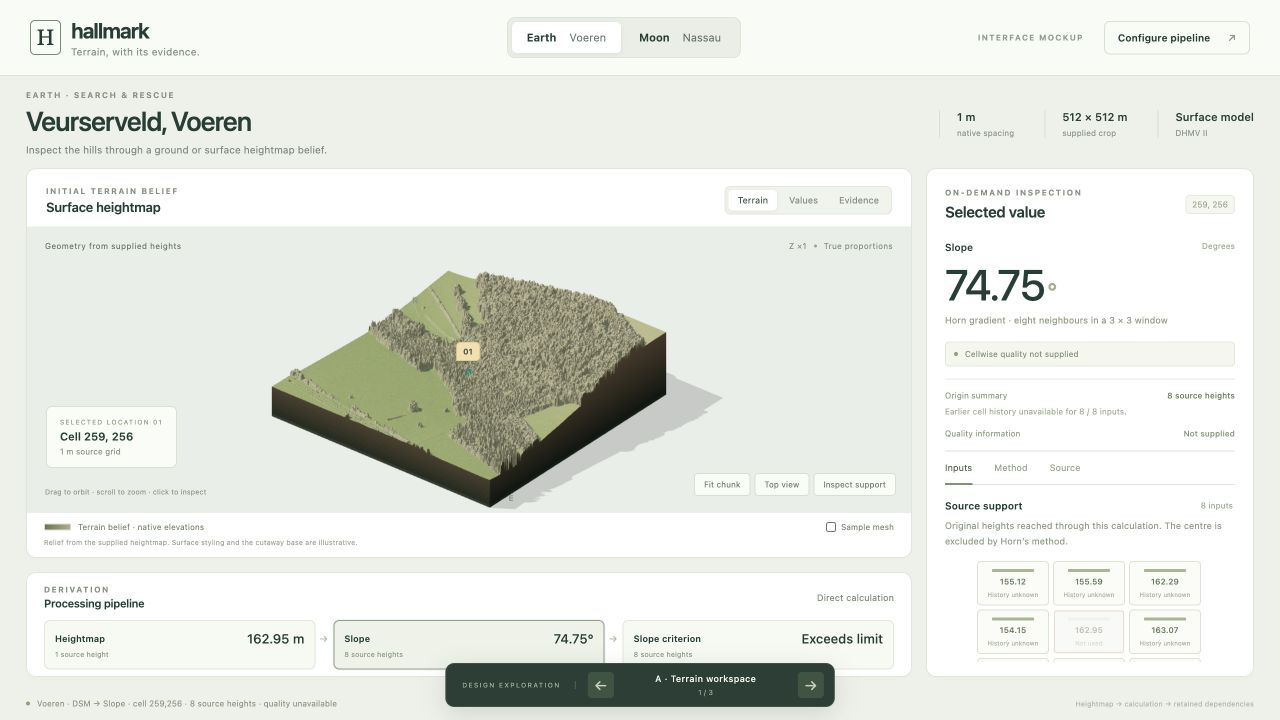 H hallmark
Terrain, with its evidence.
Earth Voeren Moon Nassau
INTERFACE MOCKUP
Configure pipeline ↗
EARTH · SEARCH & RESCUE
Veurserveld, Voeren
Inspect the hills through a ground or surface heightmap belief.
1 m
native spacing
512 × 512 m
supplied crop
Surface model
DHMV II
INITIAL TERRAIN BELIEF
Surface heightmap
Terrain Values Evidence
Geometry from supplied heights
Z ×1 • True proportions
01
SELECTED LOCATION 01
Cell 259, 256
1 m source grid
Drag to orbit · scroll to zoom · click to inspect
E
Fit chunk Top view Inspect support
Terrain belief · native elevations
Sample mesh
Relief from the supplied heightmap. Surface styling and the cutaway base are illustrative.
DERIVATION
Processing pipeline
Direct calculation
Heightmap 162.95 m
1 source height
→
Slope 74.75°
8 source heights
→
Slope criterion Exceeds limit
8 source heights
ON-DEMAND INSPECTION
Selected value
259, 256
Slope Degrees
74.75°
Horn gradient · eight neighbours in a 3 × 3 window
Cellwise quality not supplied
Origin summary 8 source heights
Earlier cell history unavailable for 8 / 8 inputs.
Quality information Not supplied
Inputs Method Source
Source support 8 inputs
Original heights reached through this calculation. The centre is
excluded by Horn's method.
155.12 155.59 162.29
History unknown History unknown History unknown
154.15 162.95 163.07
History unknown Not used History unknown
DESIGN EXPLORATION
←
A · Terrain workspace
1 / 3
→
Voeren · DSM → Slope · cell 259,256 · 8 source heights · quality unavailable
Heightmap → calculation → retained dependencies